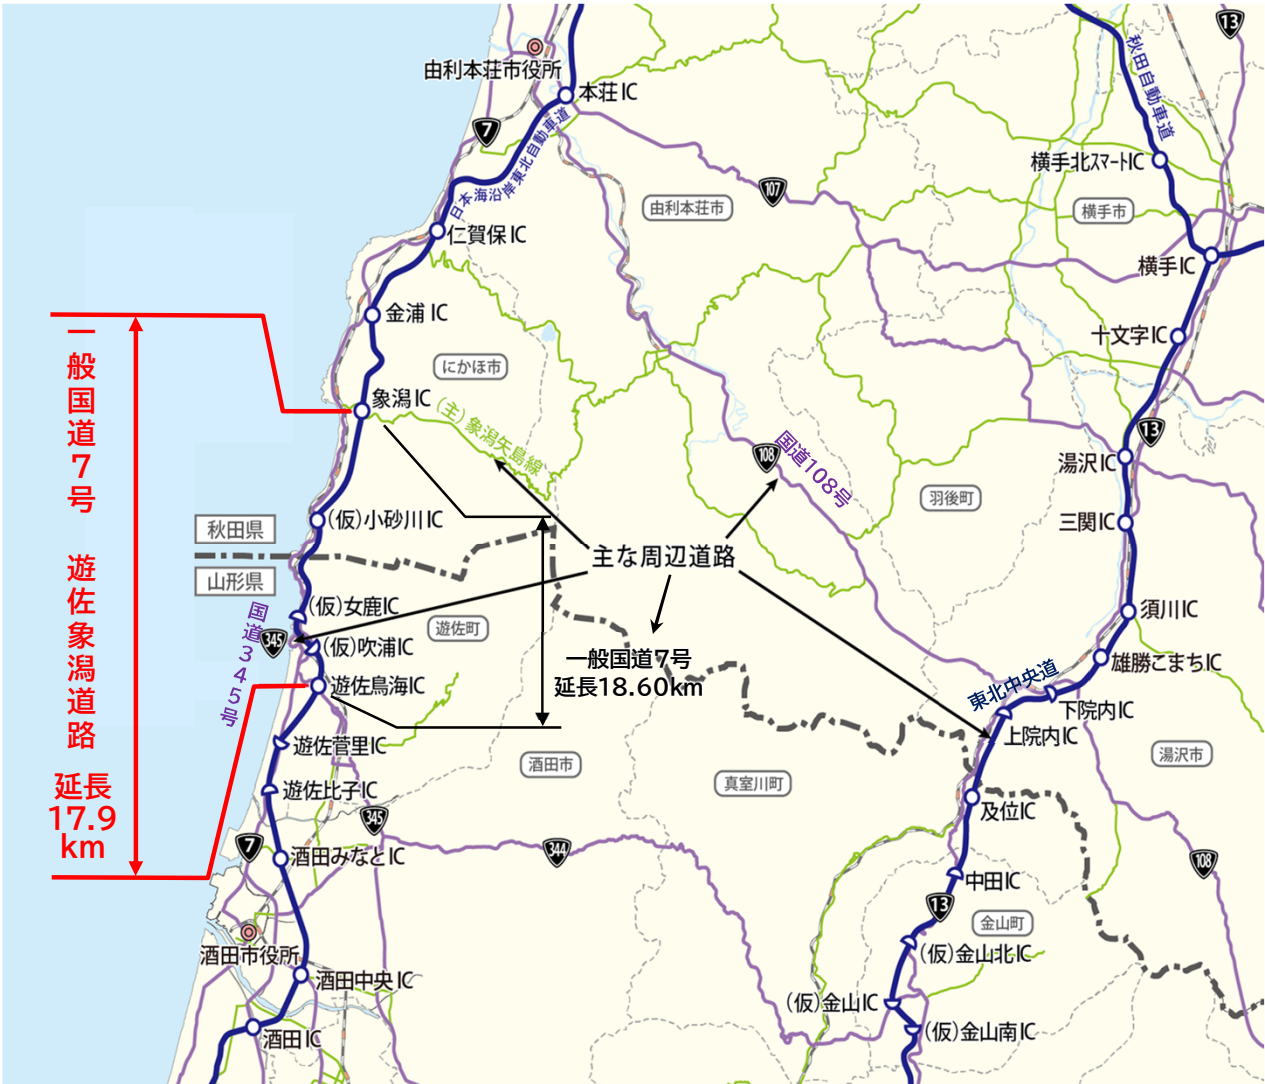 13
由利本荘市役所
本荘IC
秋田自動車道
7
日本海沿岸東北自動車道
横手北ｽﾏｰﾄIC
107
由利本荘市
横手市
仁賀保IC
横手IC
金浦IC
十文字IC
にかほ市
象潟IC
(主)象潟矢島線
13
108
国道108号
湯沢IC
羽後町
一般国道7号 遊佐象潟道路
延長
17.9
km
(仮)小砂川IC
三関IC
秋田県
山形県
主な周辺道路
(仮)女鹿IC
国道345号
345
(仮)吹浦IC
遊佐町
須川IC
一般国道7号
延長18.60km
雄勝こまちIC
遊佐鳥海IC
東北中央道
下院内IC
上院内IC
遊佐菅里IC
酒田市
真室川町
湯沢市
遊佐比子IC
及位IC
345
7
酒田みなとIC
344
108
中田IC
13
金山町
酒田市役所
(仮)金山北IC
酒田中央IC
(仮)金山IC
酒田IC
(仮)金山南IC